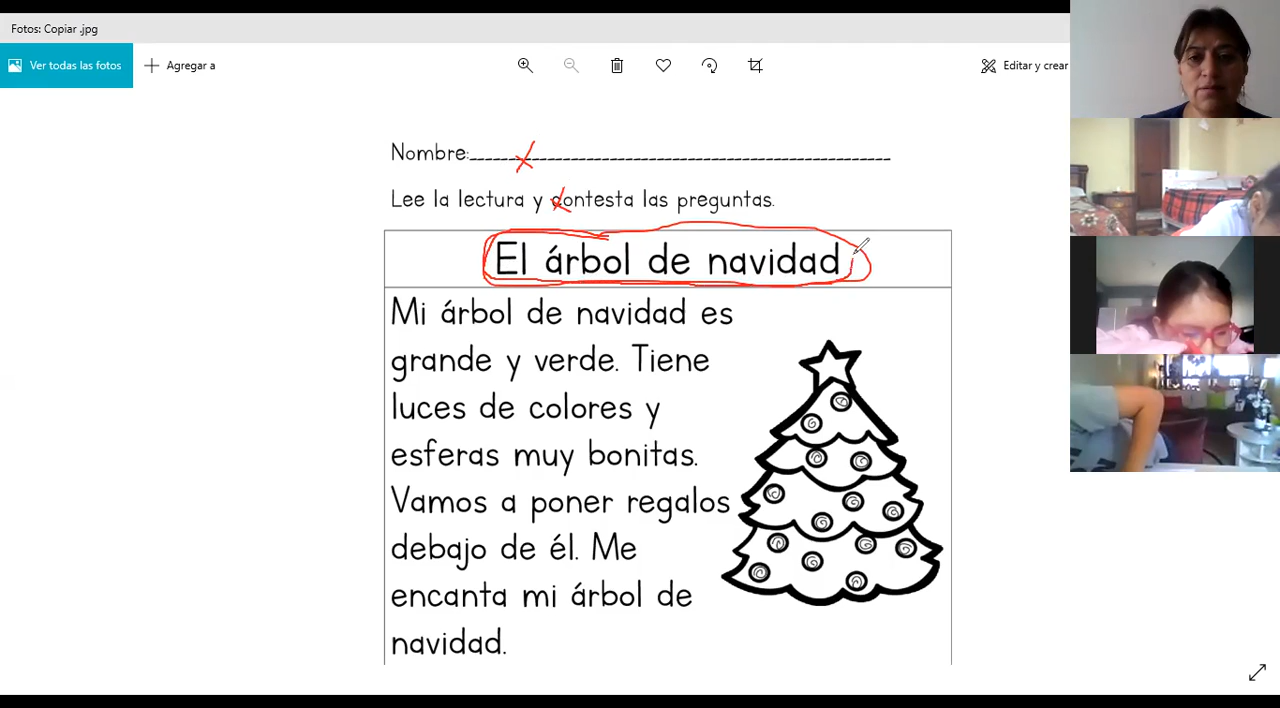 Fotos: Copiar .jpg
Ver todas las fotos
Agregar a
Editar y crear
Nombre:
Lee la lectura y contesta las preguntas.
El árbol de navidad
Mi árbol de navidad es
grande y verde. Tiene
luces de colores y
esferas muy bonitas.
Vamos a poner regalos
debajo de él. Me
encanta mi árbol de
navidad.